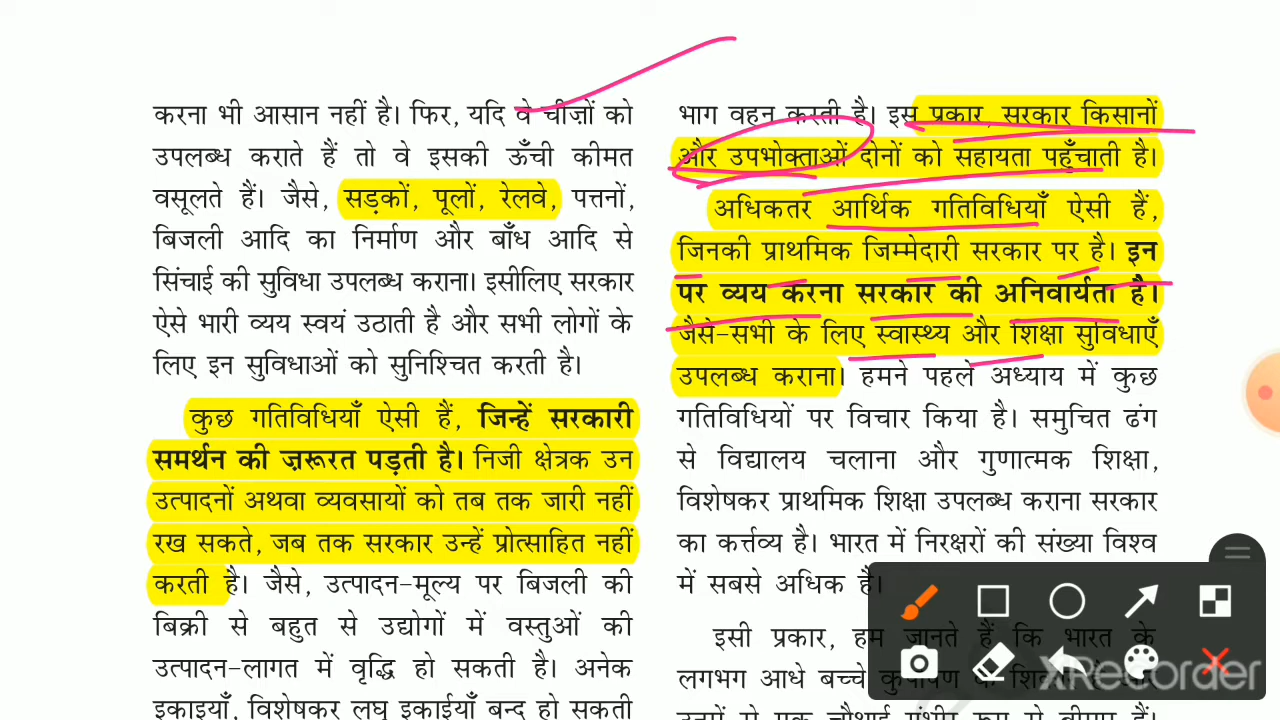 करना भी आसान नहीं है। फिर, यदि वे चीज़ों को
उपलब्ध कराते हैं तो वे इसकी ऊँची कीमत
वसूलते हैं। जैसे, सड़कों, पूलों, रेलवे, पत्तनों,
बिजली आदि का निर्माण और बाँध आदि से
सिंचाई की सुविधा उपलब्ध कराना। इसीलिए सरकार
ऐसे भारी व्यय स्वयं उठाती है और सभी लोगों के
लिए इन सुविधाओं को सुनिश्चित करती है।
कुछ गतिविधियाँ ऐसी हैं, जिन्हें सरकारी
समर्थन की ज़रूरत पड़ती है। निजी क्षेत्रक उन
उत्पादनों अथवा व्यवसायों को तब तक जारी नहीं
रख सकते, जब तक सरकार उन्हें प्रोत्साहित नहीं
करती है। जैसे, उत्पादन-मूल्य पर बिजली की
बिक्री से बहुत से उद्योगों में वस्तुओं की
उत्पादन-लागत में वृद्धि हो सकती है। अनेक
इकाइयाँ, विशेषकर लघु इकाईयाँ बन्द हो सकती
भाग वहन करती है। इस प्रकार, सरकार किसानों
और उपभोक्ताओं दोनों को सहायता पहुँचाती है।
अधिकतर आर्थिक गतिविधियाँ ऐसी हैं,
जिनकी प्राथमिक जिम्मेदारी सरकार पर है। इन
पर व्यय करना सरकार की अनिवार्यता है।
जैसे-सभी के लिए स्वास्थ्य और शिक्षा सुविधाएँ
उपलब्ध कराना। हमने पहले अध्याय में कुछ
गतिविधियों पर विचार किया है। समुचित ढंग
से विद्यालय चलाना और गुणात्मक शिक्षा,
विशेषकर प्राथमिक शिक्षा उपलब्ध कराना सरकार
का कर्त्तव्य है। भारत में निरक्षरों की संख्या विश्व
में सबसे अधिक है।
इसी प्रकार, हम जानते हैं कि भारत के
लगभग आधे बच्चे कुपोषण के
XRecorder